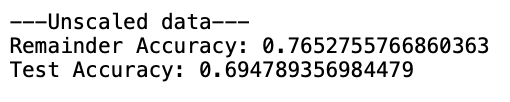 ---Unscaled data---
Remainder Accuracy: 0.7652755766860363
Test Accuracy: 0.694789356984479